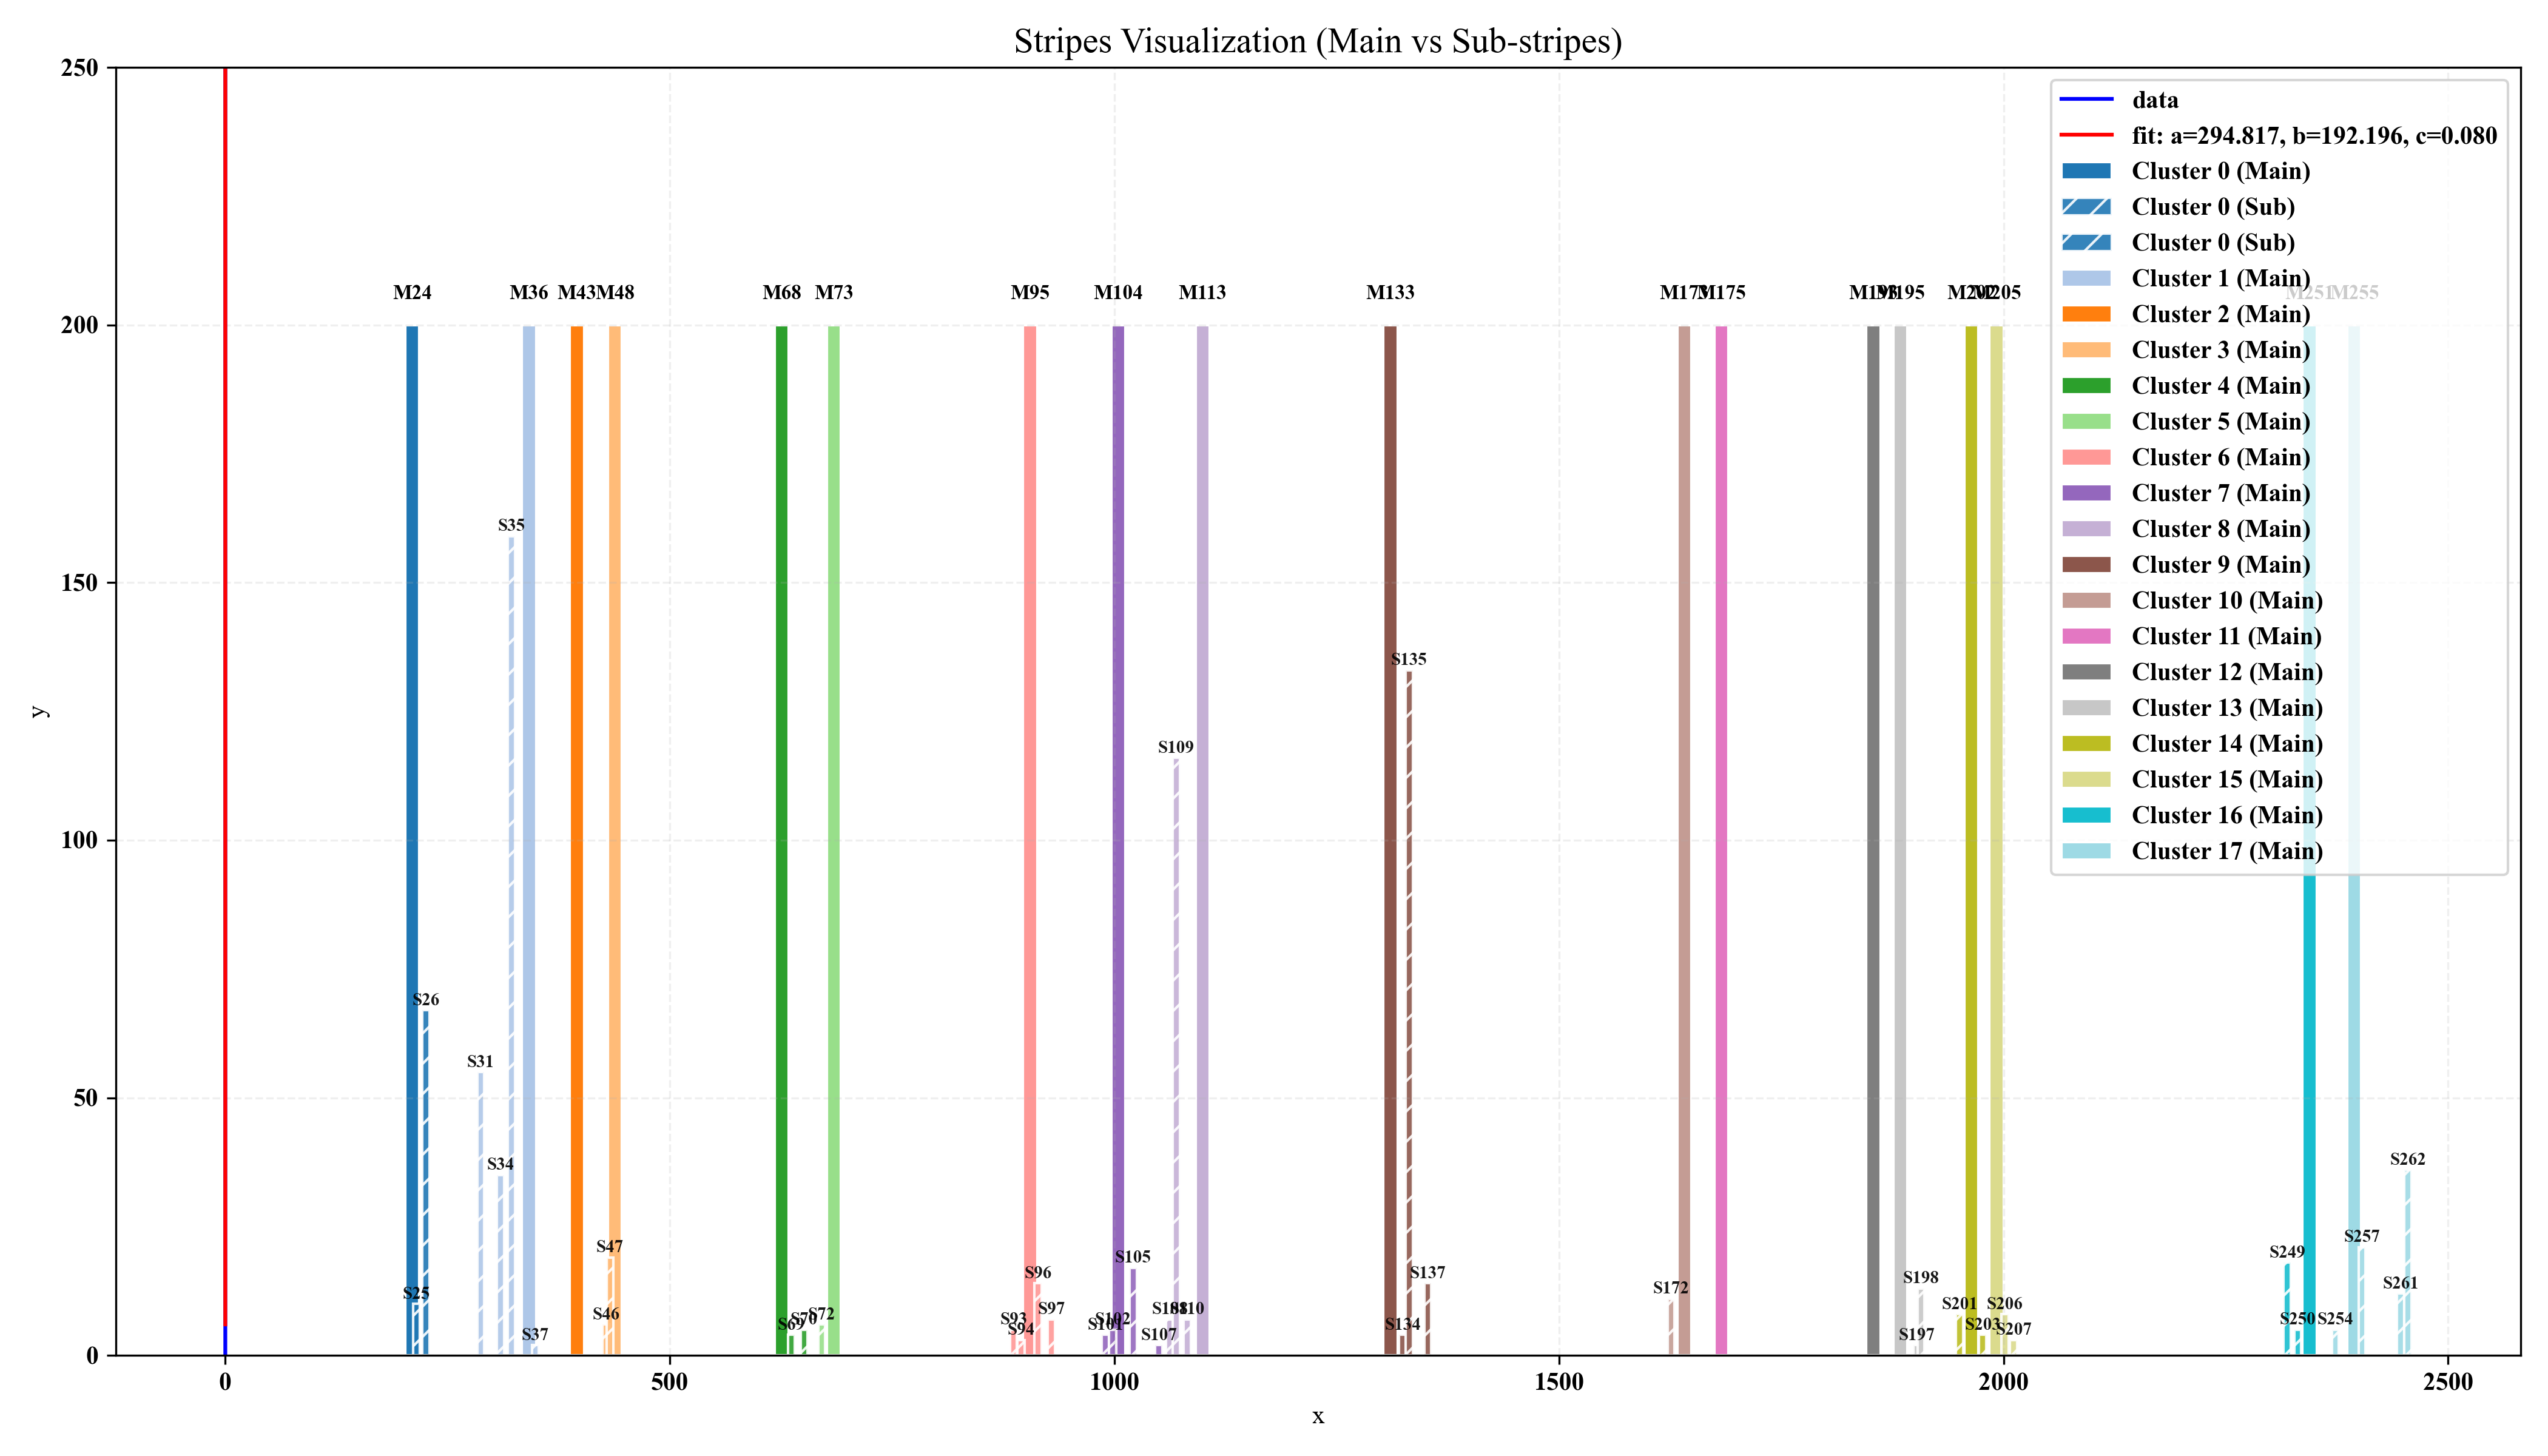 Stripes Visualization (Main vs Sub-stripes)
250
200
150
100
50
0
y
data
fit: a=294.817, b=192.196, c=0.080
Cluster 0 (Main)
Cluster 0 (Sub)
Cluster 0 (Sub)
Cluster 1 (Main)
Cluster 2 (Main)
Cluster 3 (Main)
Cluster 4 (Main)
Cluster 5 (Main)
Cluster 6 (Main)
Cluster 7 (Main)
Cluster 8 (Main)
Cluster 9 (Main)
Cluster 10 (Main)
Cluster 11 (Main)
Cluster 12 (Main)
Cluster 13 (Main)
Cluster 14 (Main)
Cluster 15 (Main)
Cluster 16 (Main)
Cluster 17 (Main)
M24 M36 M43 M48 M68 M73 M95 M104 M113 M133 M175 M195 M205 M251 M255
S35
S135
S109
S26
S31
S34 S262
S47 S105 S249 S257
S25 S96 S137 S172 S198 S261
S46 S72 S97 S110 S201 S206
S69 S93 S94 S102 S134 S203 S207 S250 S254
S37 S107 S197
0 500 1000 1500 2000 2500
x